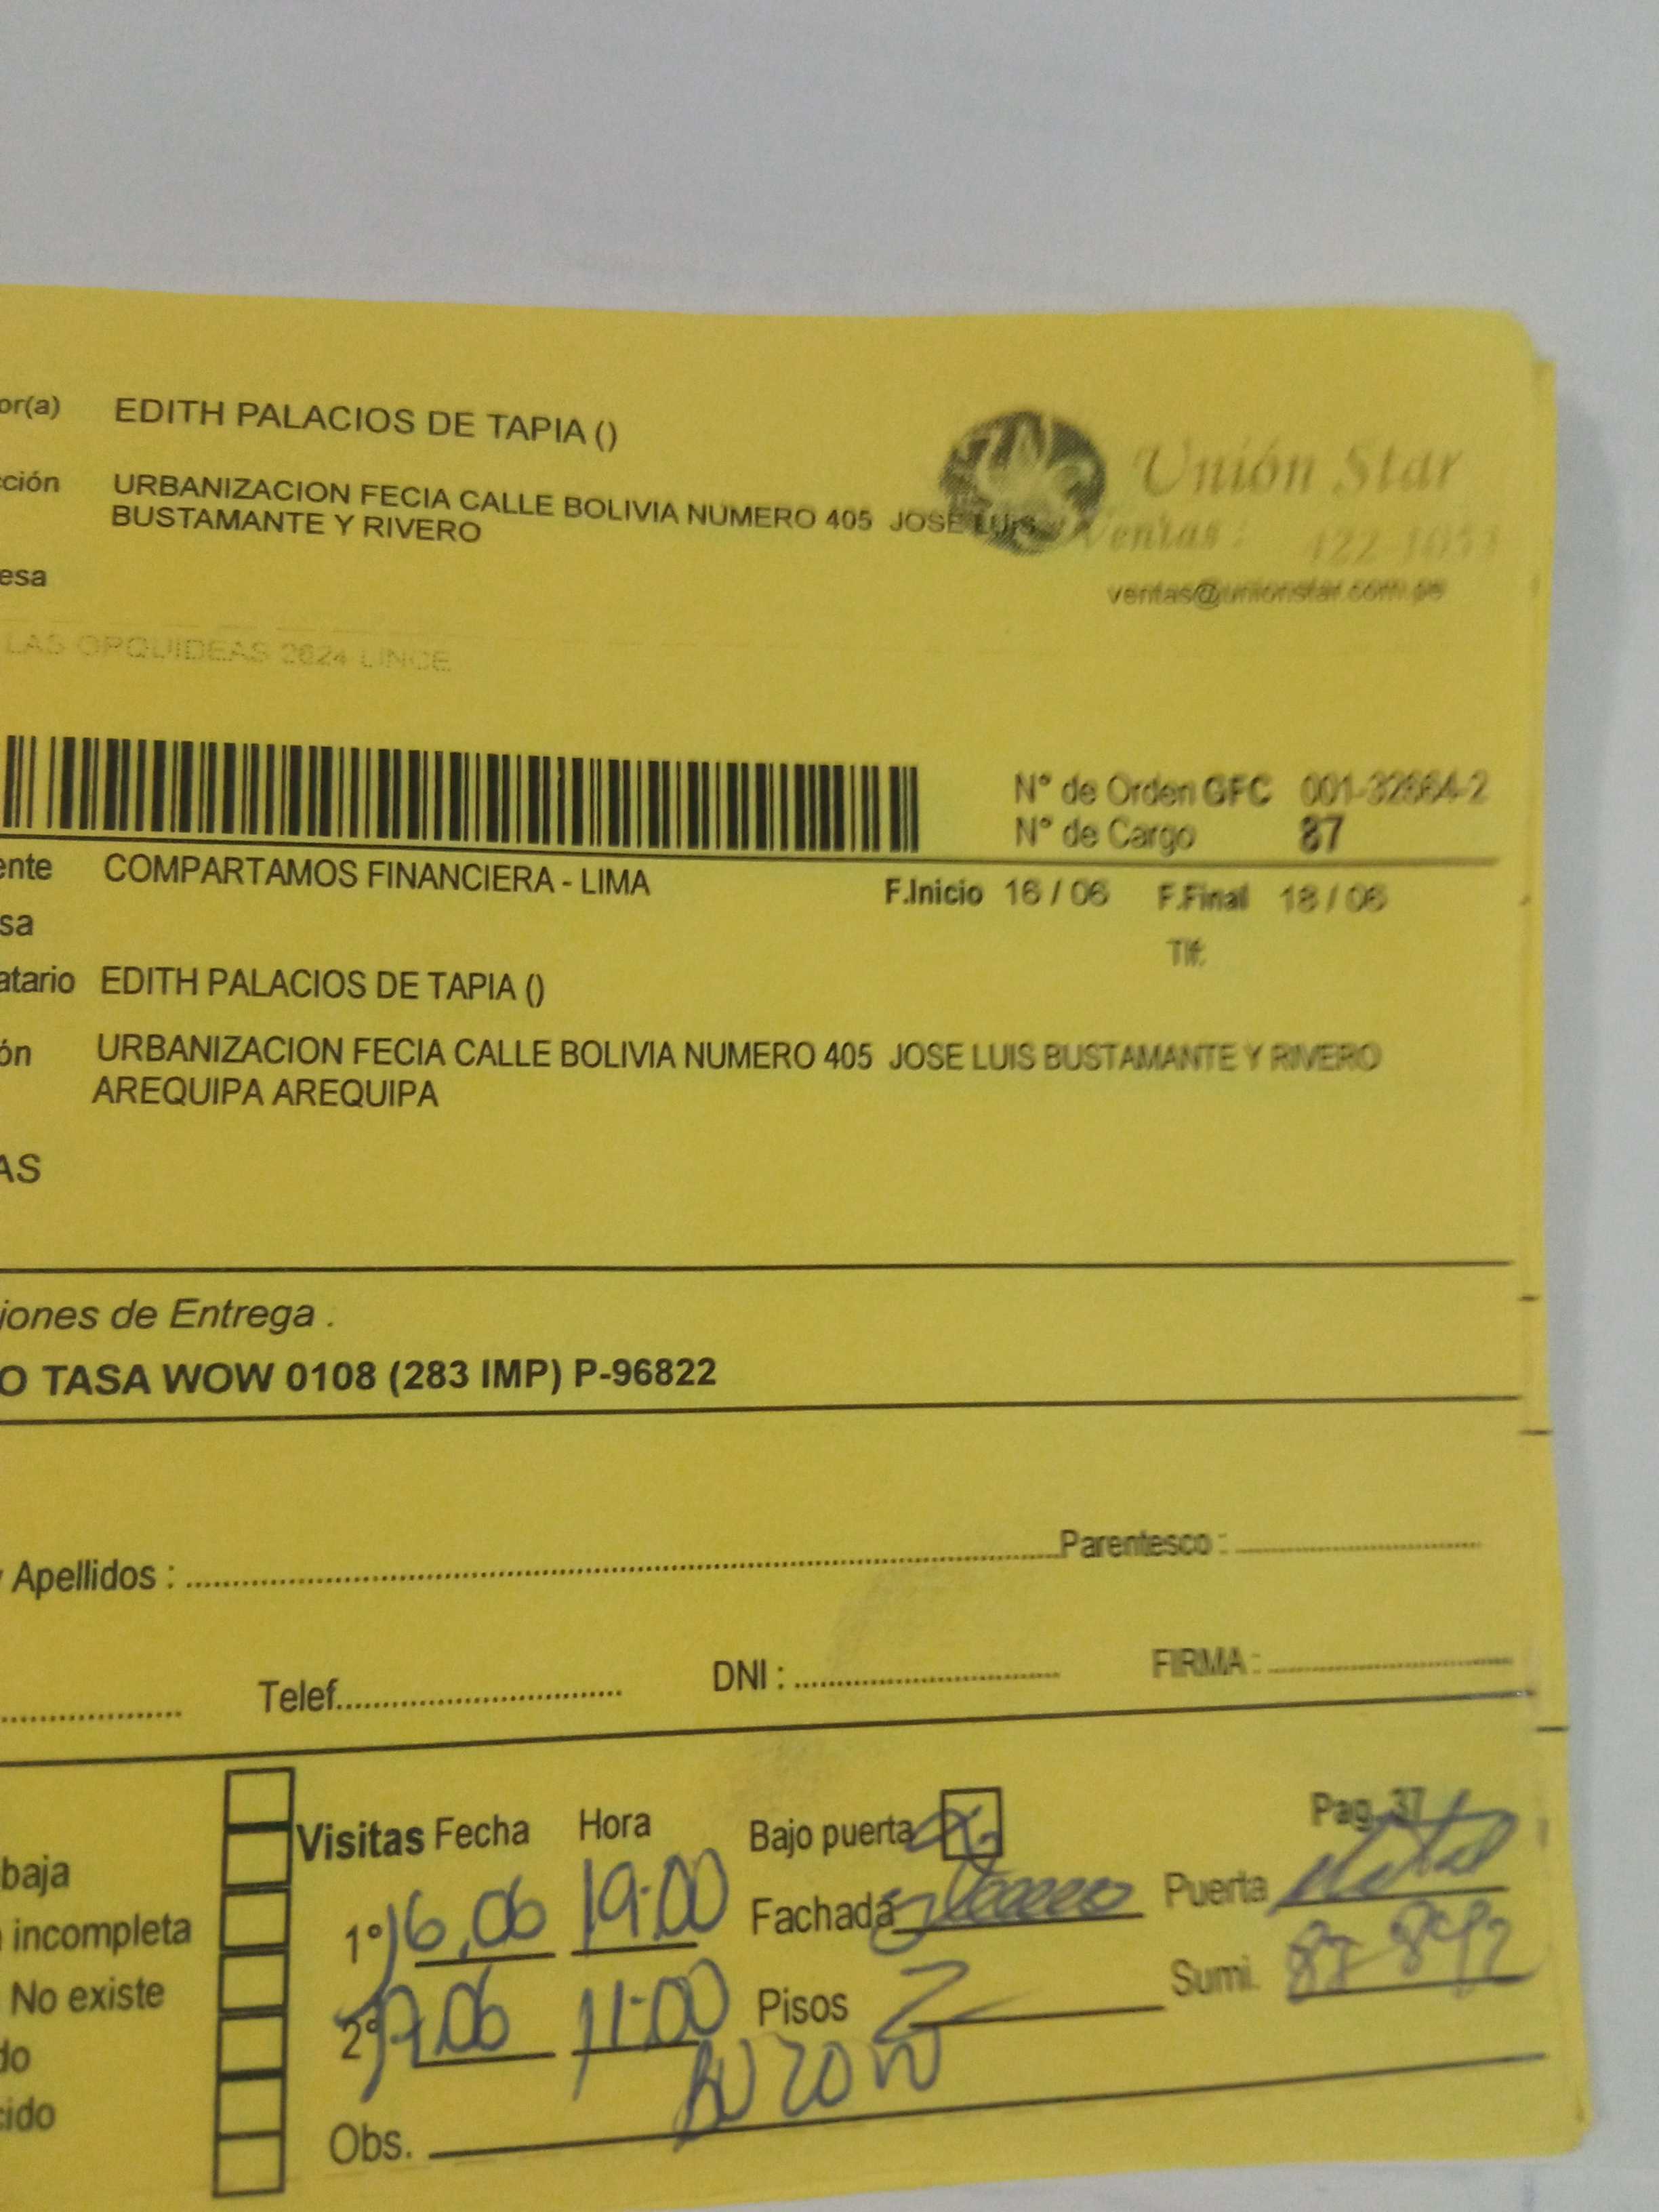 or(a) EDITH PALACIOS DE TAPIA ()
cción URBANIZACION FECIA CALLE BOLIVIA NUMERO 405 JOSE LUIS
BUSTAMANTE Y RIVERO
esa
Unión Star
Ventas : 422 1051
ventas@unionstar.com.pe
LAS ORQUIDEAS 2624 LINCE
N° de Orden GFC 001-32664-2
N° de Cargo 87
ente COMPARTAMOS FINANCIERA - LIMA F.Inicio 16 / 06 F.Final 18 / 06
sa
Tlf.
atario EDITH PALACIOS DE TAPIA ()
ón URBANIZACION FECIA CALLE BOLIVIA NUMERO 405 JOSE LUIS BUSTAMANTE Y RIVERO
AREQUIPA AREQUIPA
AS
iones de Entrega .
O TASA WOW 0108 (283 IMP) P-96822
Apellidos : Parentesco :
Telef. DNI : FIRMA :
Visitas Fecha Hora Bajo puerta Pag. 37
baja
1° 16.06 19:00 Fachada Puerta Metal
incompleta
No existe
2° 17.06 11:00 Pisos 2 Sumi.
do
BUZON
cido
Obs.